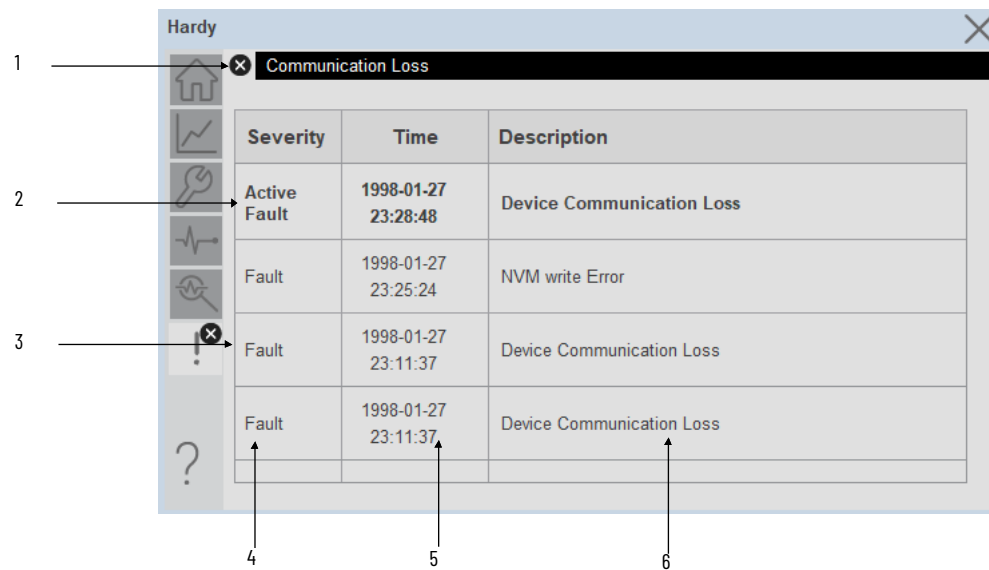 Hardy
1
Communication Loss
Severity Time Description
2
Active Fault
1998-01-27
23:28:48
Device Communication Loss
Fault
1998-01-27
23:25:24
NVM write Error
3
Fault
1998-01-27
23:11:37
Device Communication Loss
Fault
1998-01-27
23:11:37
Device Communication Loss
4 5 6